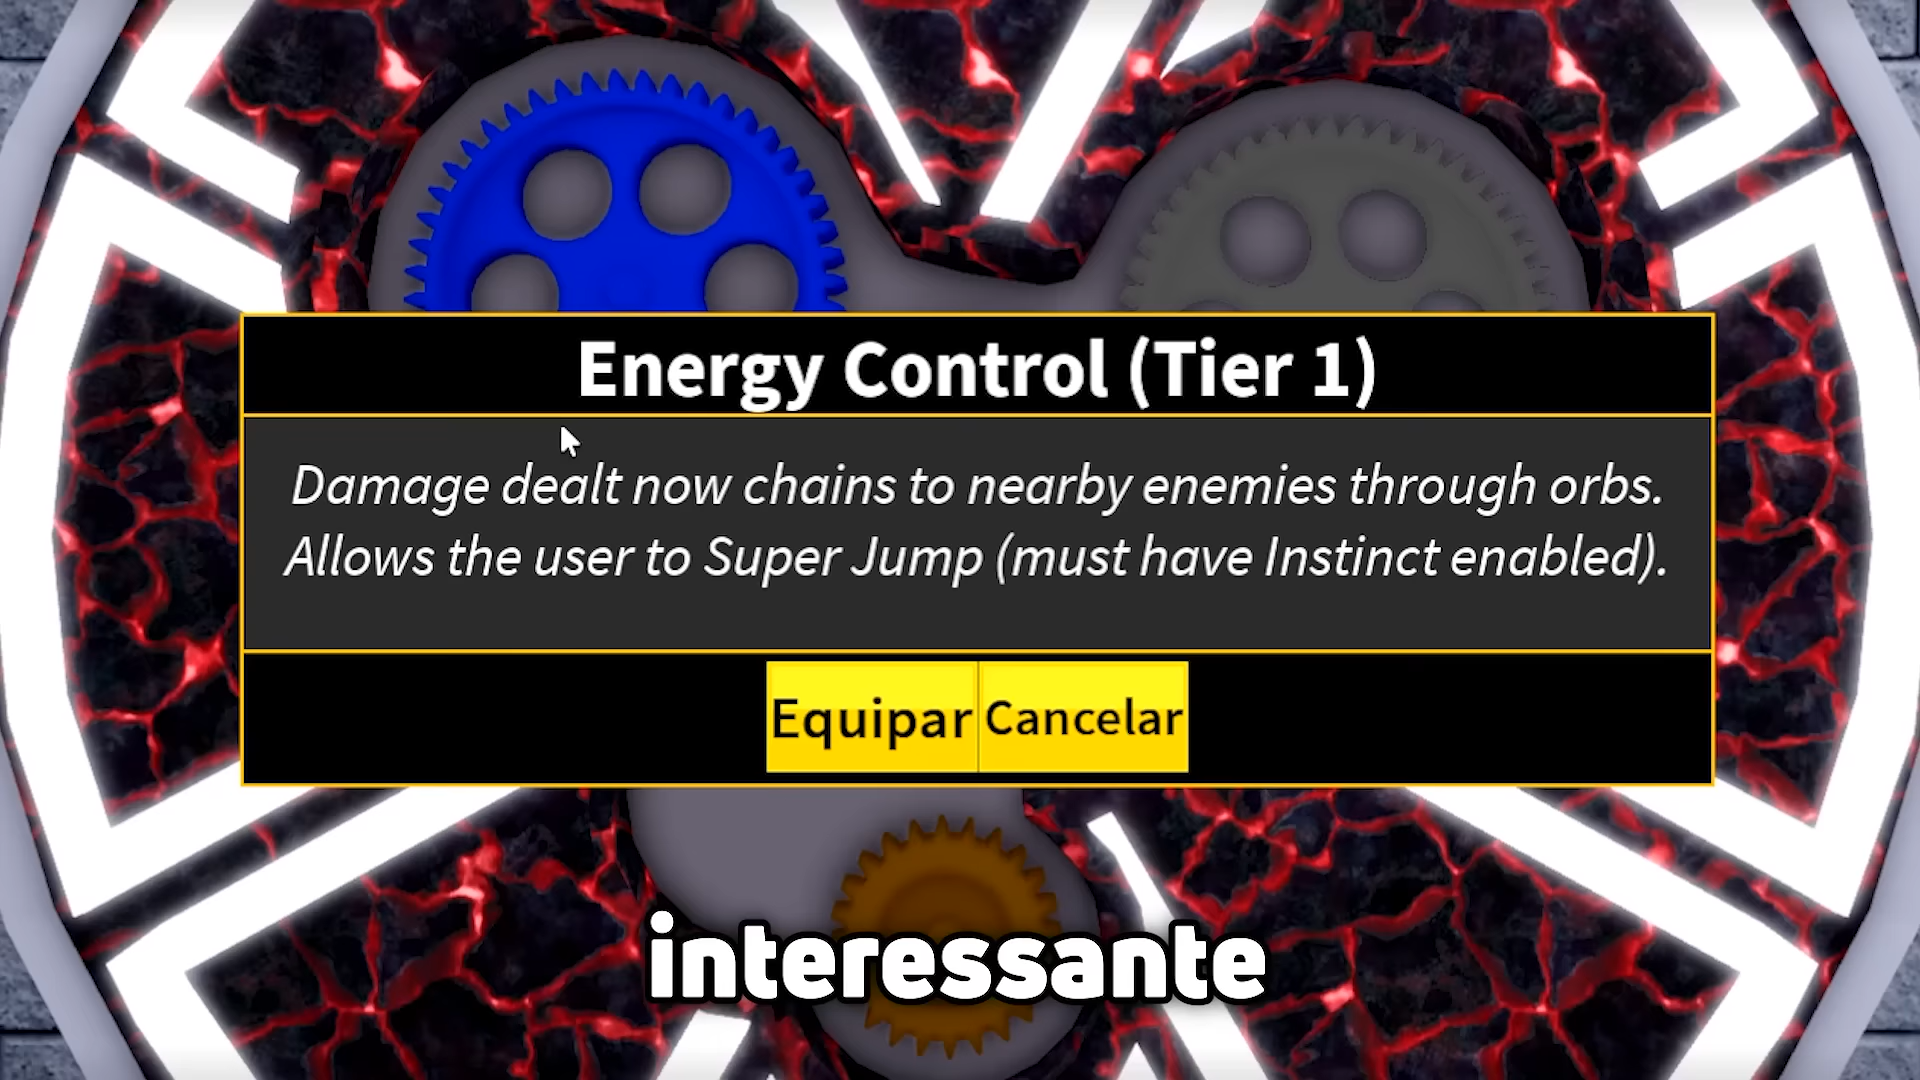 Energy Control (Tier 1)
Damage dealt now chains to nearby enemies through orbs.
Allows the user to Super Jump (must have Instinct enabled).
Equipar Cancelar
interessante